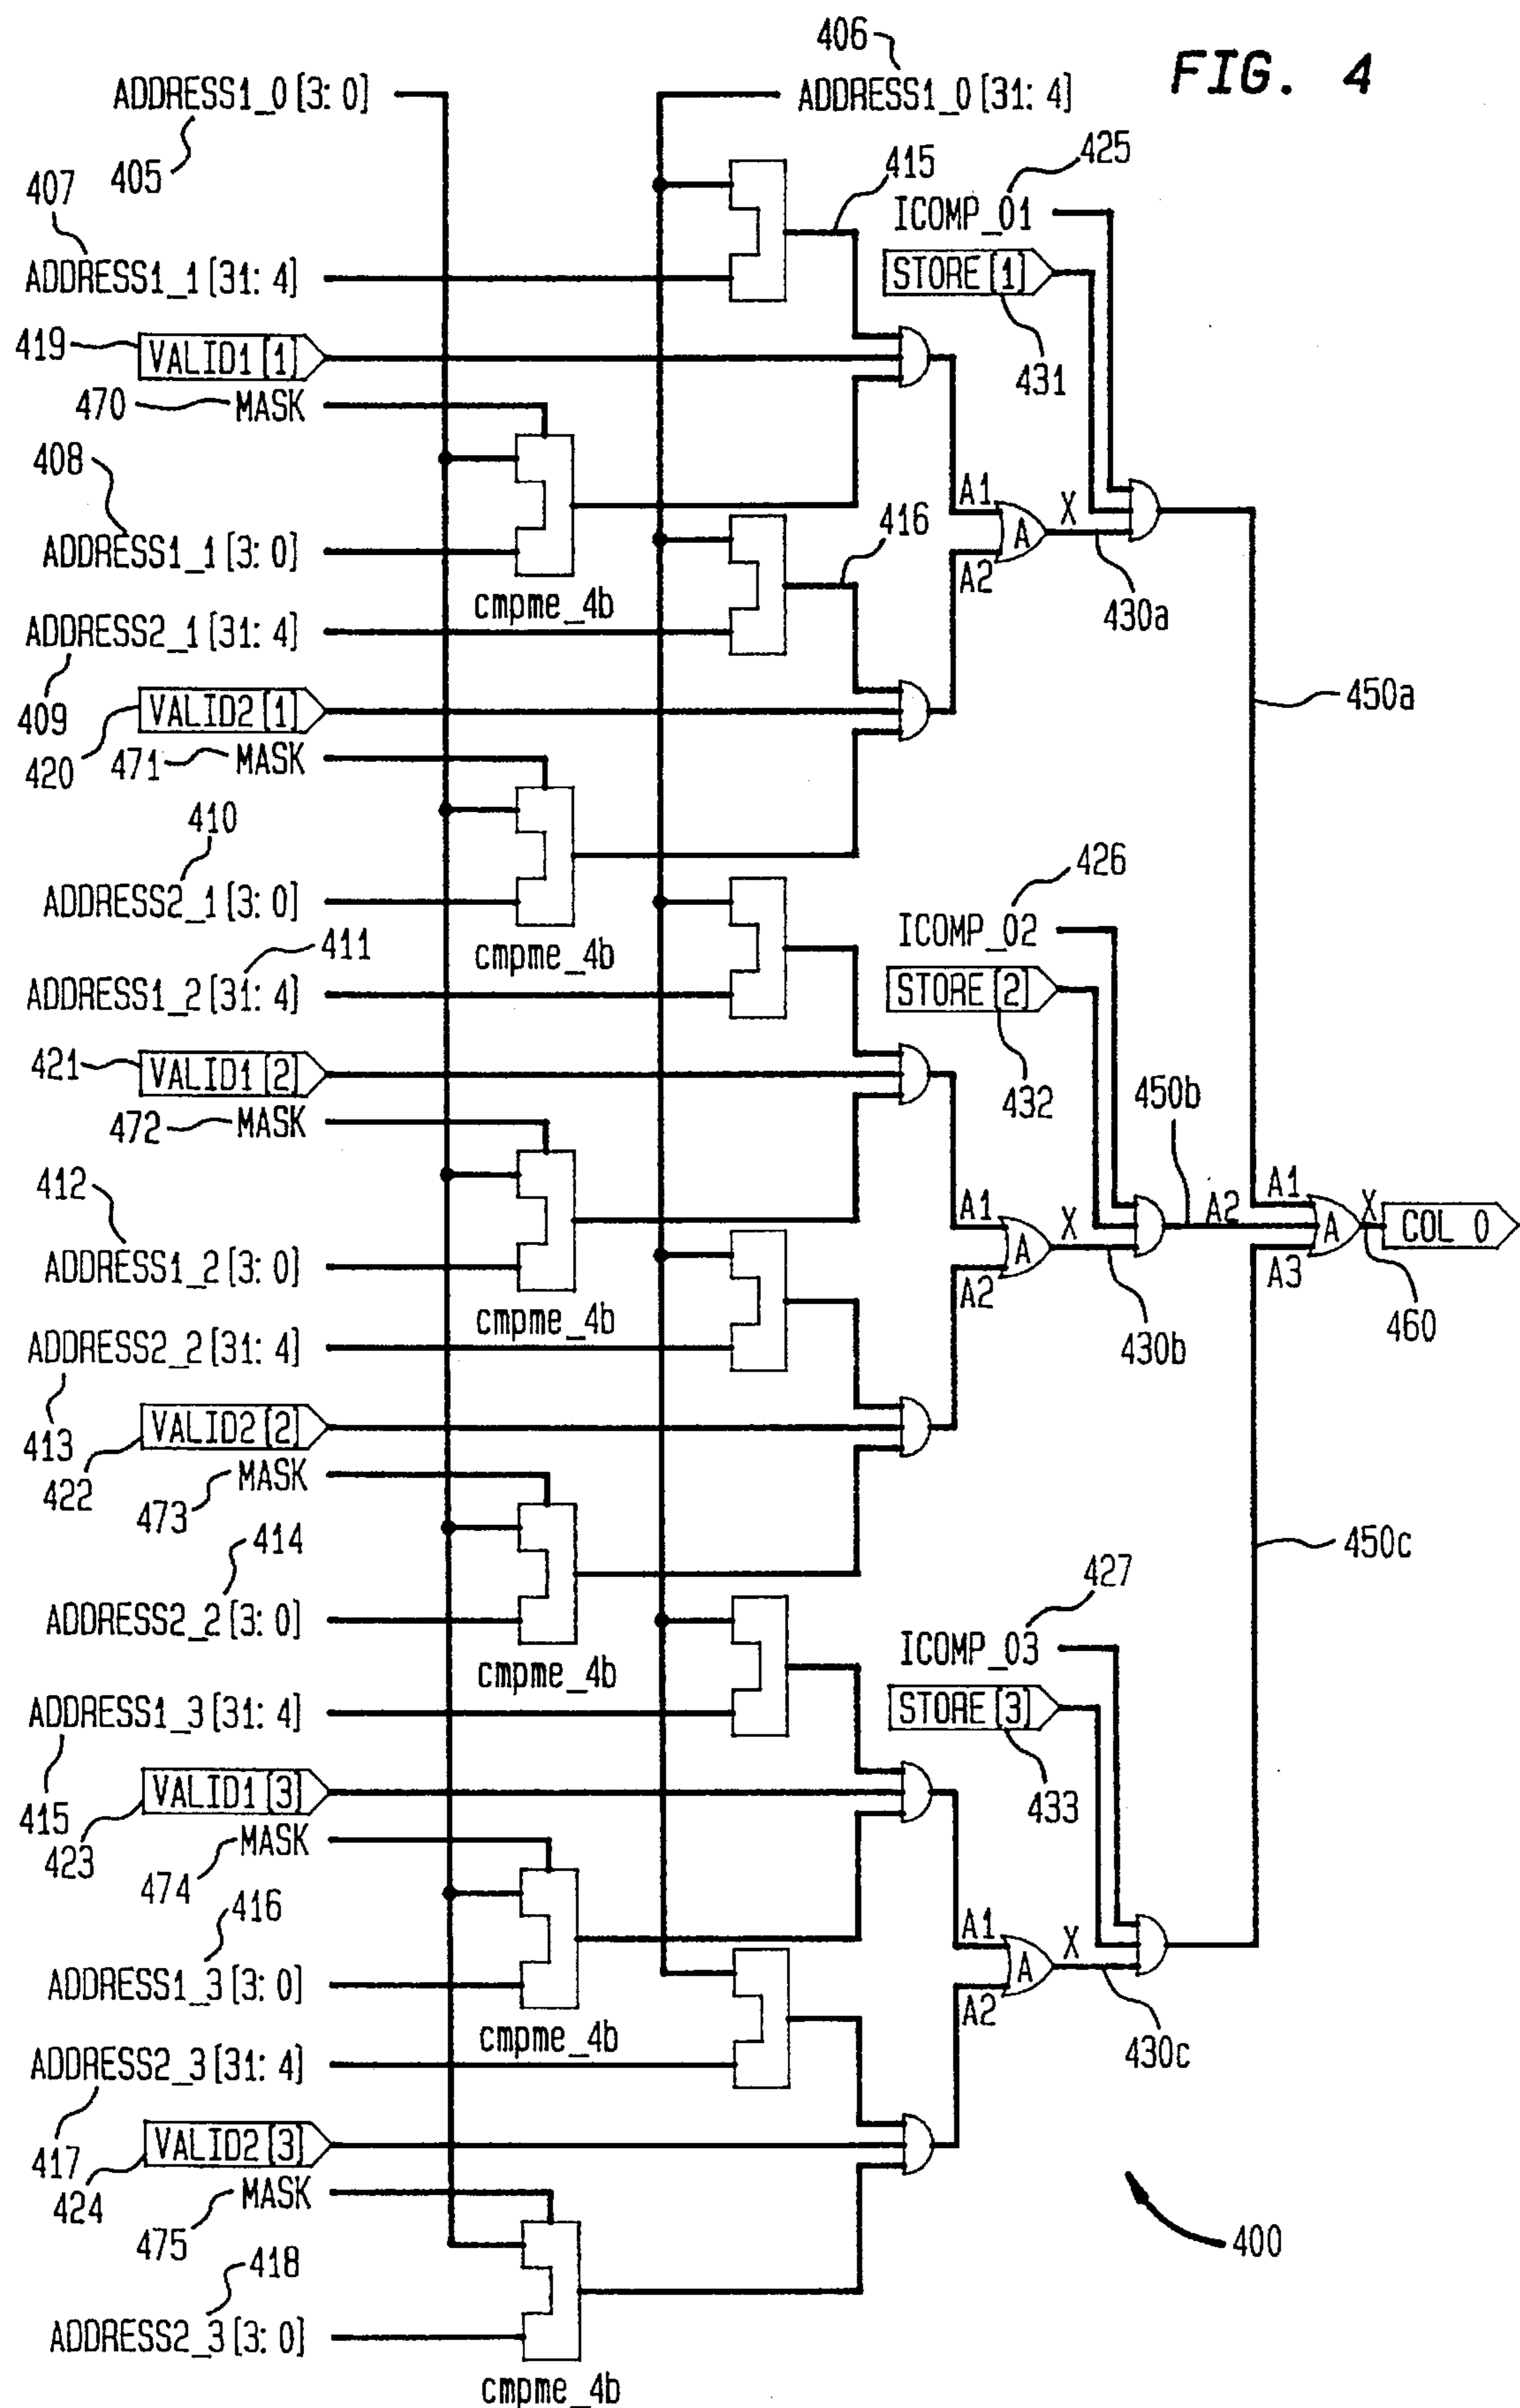 406
FIG. 4
ADDRESS1_0 [3: 0]
ADDRESS1_0 [31: 4]
405
415
425
407
ICOMP_01
ADDRESS1_1 [31: 4]
STORE [1]
419
VALID1 [1]
431
470
MASK
408
A1
X
416
A
ADDRESS1_1 [3: 0]
A2
cmpme_4b
430a
ADDRESS2_1 [31: 4]
450a
409
VALID2 [1]
420
471
MASK
410
426
ADDRESS2_1 [3: 0]
ICOMP_02
411
cmpme_4b
STORE [2]
ADDRESS1_2 [31: 4]
421
VALID1 [2]
432
450b
472
MASK
412
A1
X
A2
A1
A
X
COL 0
A
ADDRESS1_2 [3: 0]
A2
A3
cmpme_4b
430b
460
ADDRESS2_2 [31: 4]
413
VALID2 [2]
422
473
MASK
414
450c
427
ADDRESS2_2 [3: 0]
ICOMP_03
cmpme_4b
STORE [3]
ADDRESS1_3 [31: 4]
415
VALID1 [3]
433
423
MASK
474
416
A1
X
A
ADDRESS1_3 [3: 0]
A2
cmpme_4b
430c
ADDRESS2_3 [31: 4]
417
VALID2 [3]
424
MASK
475
400
418
ADDRESS2_3 [3: 0]
cmpme_4b